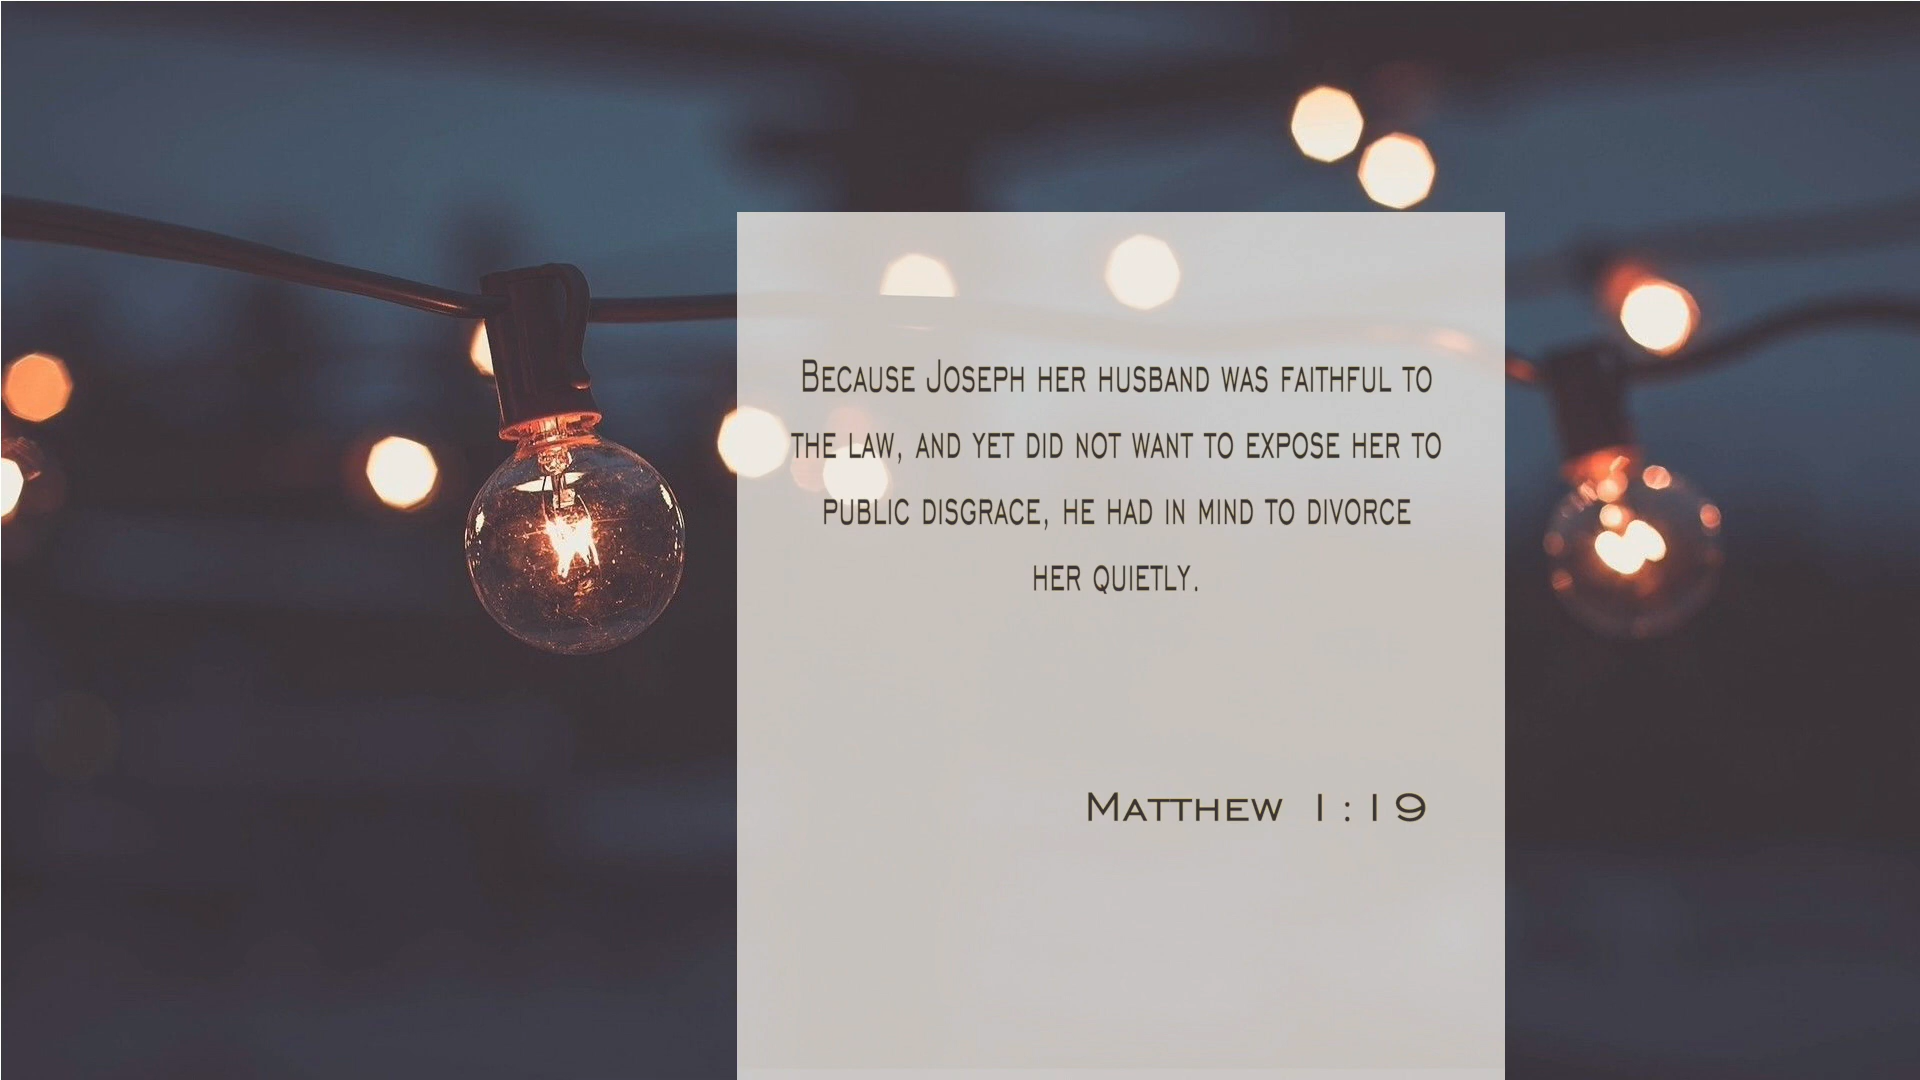 Because Joseph her husband was faithful to
the law, and yet did not want to expose her to
public disgrace, he had in mind to divorce
her quietly.
Matthew 1:19